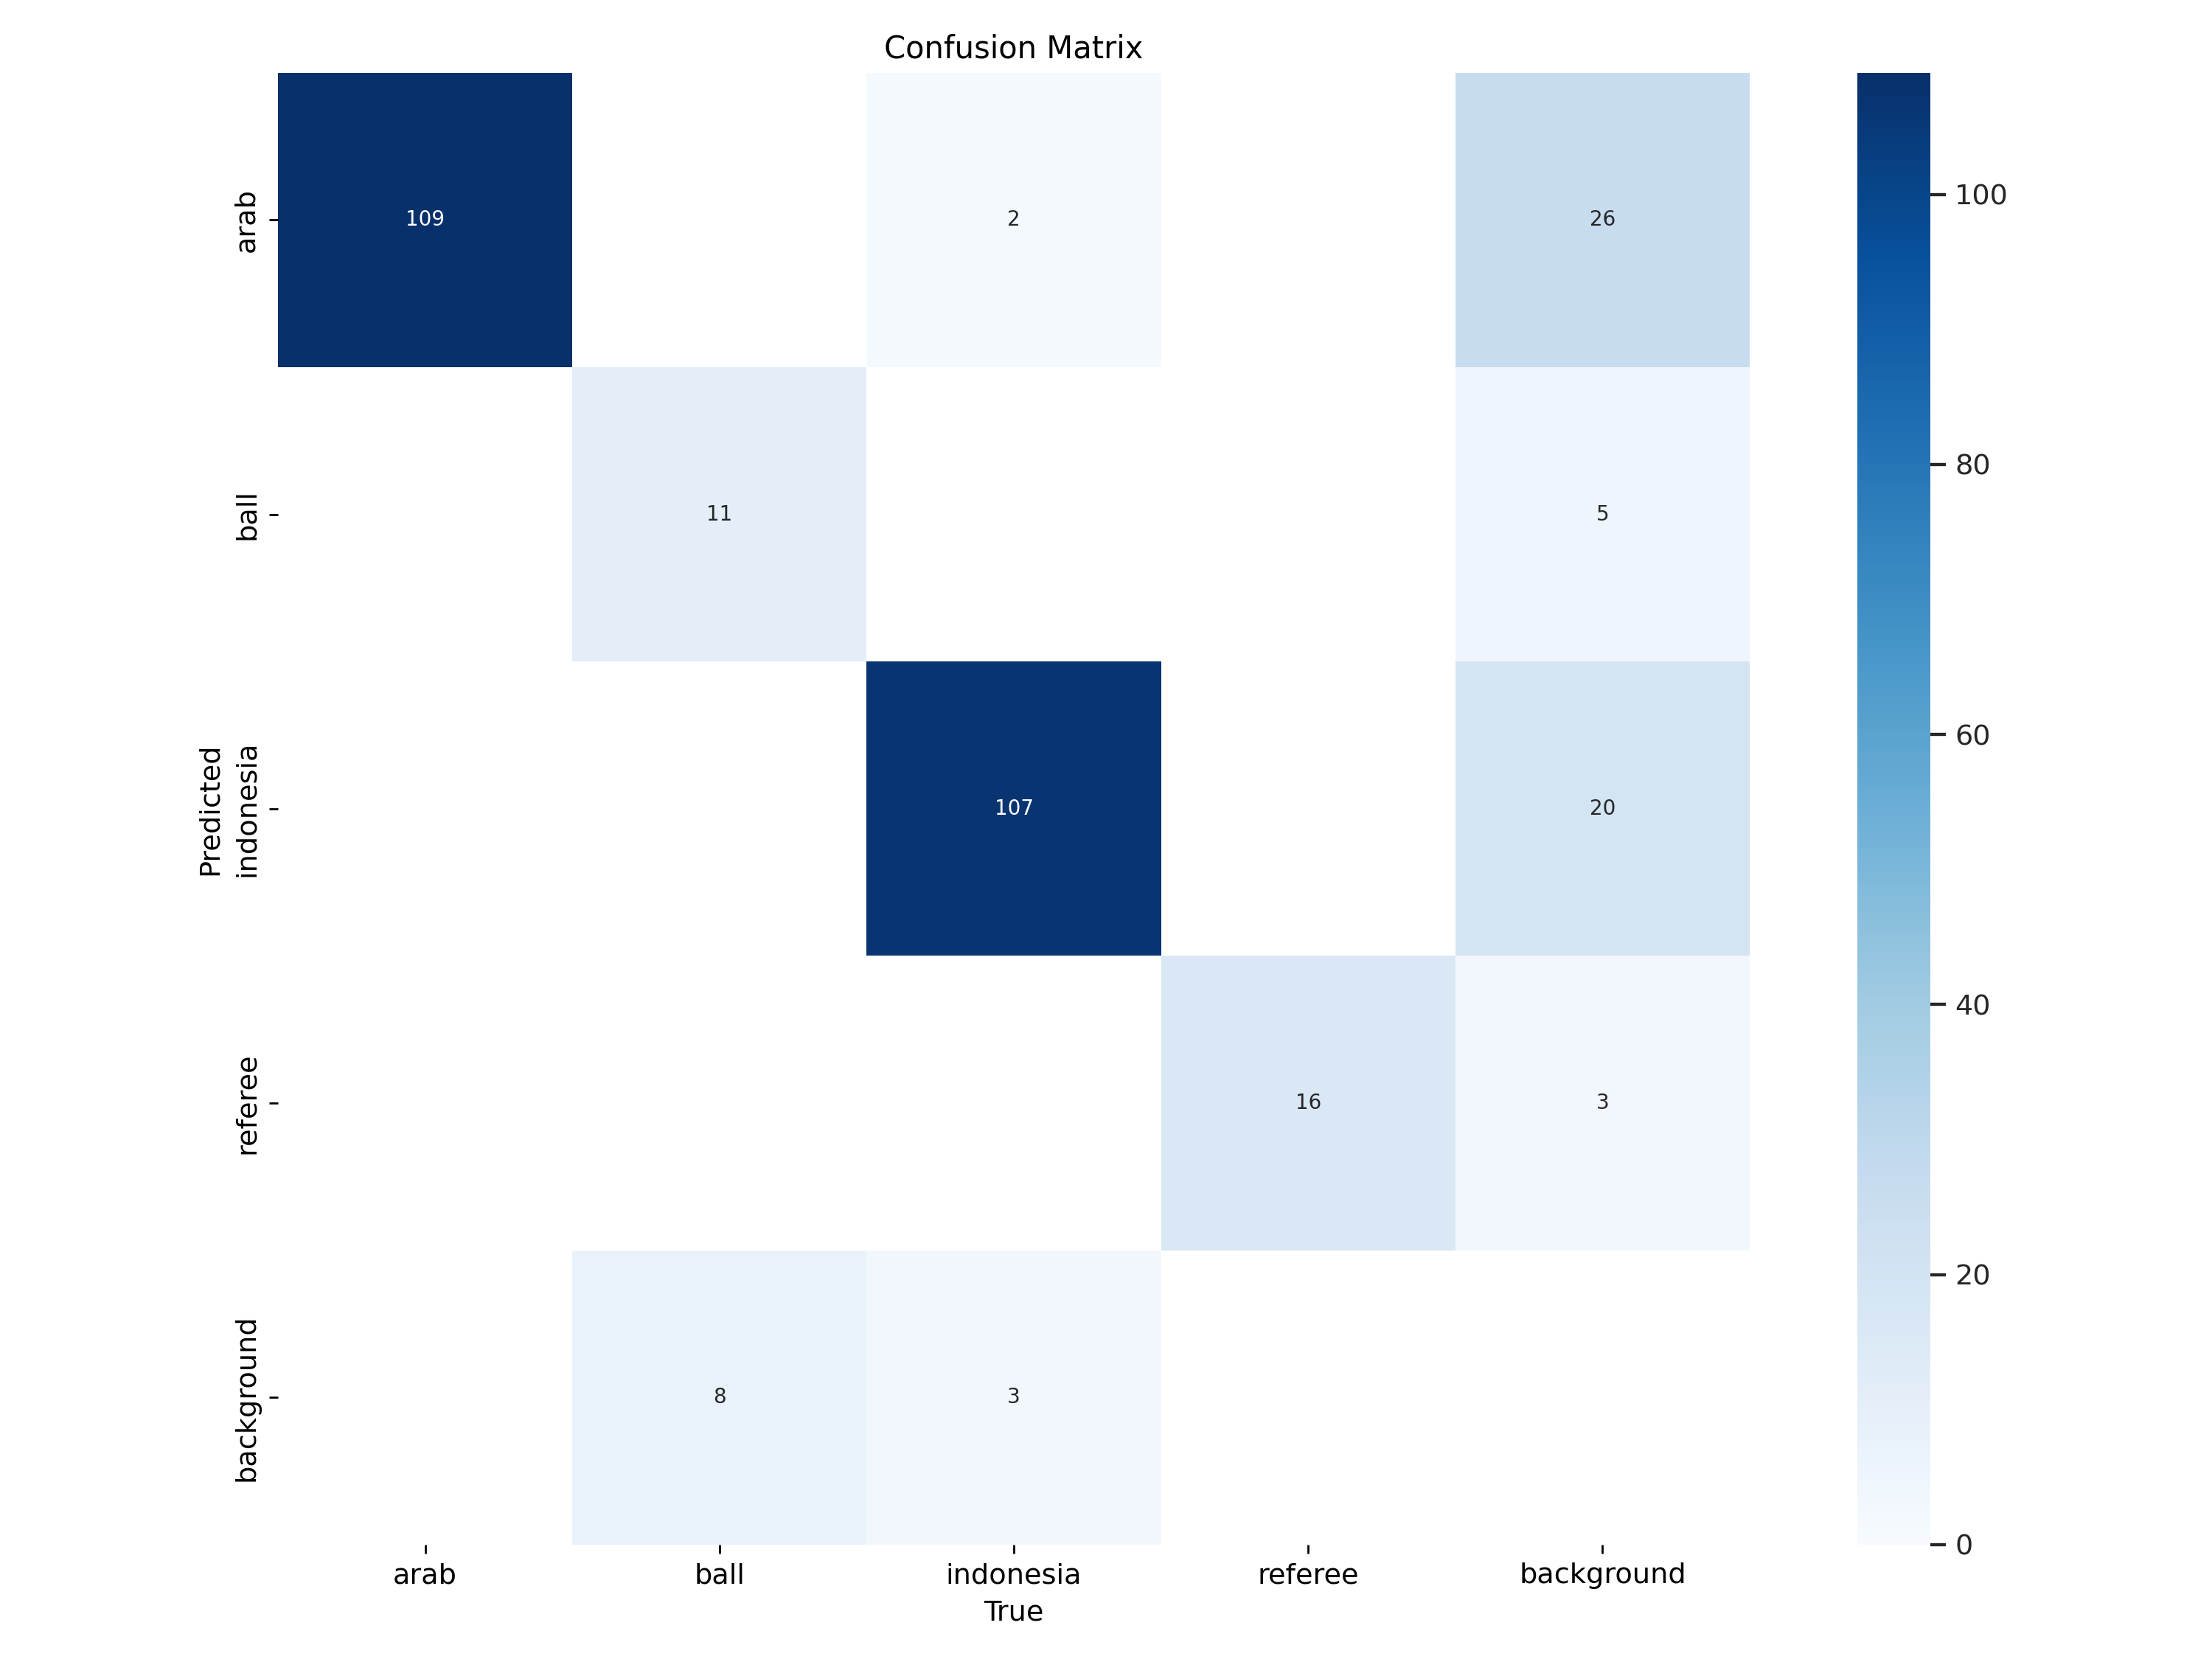 Confusion Matrix
arab
109
2
26
100
80
ball
11
5
60
Predicted
indonesia
107
20
40
referee
16
3
20
background
8
3
0
arab
ball
indonesia
referee
background
True